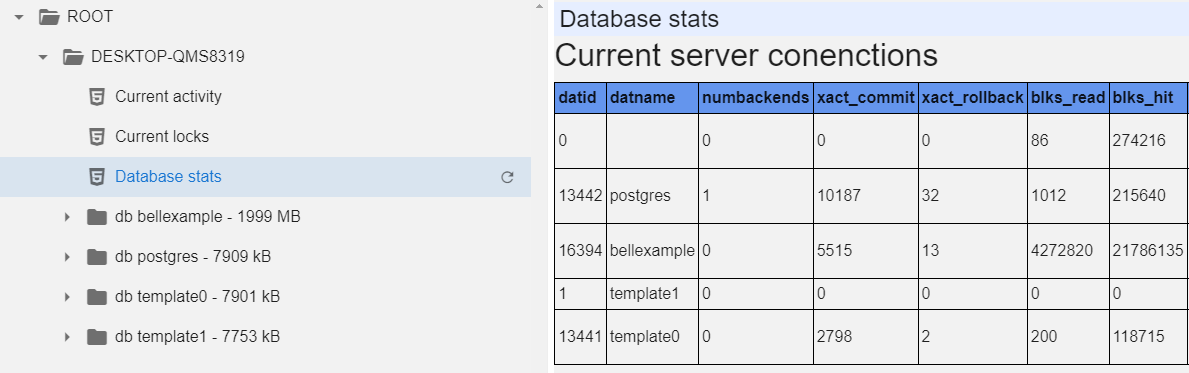 ROOT
DESKTOP-QMS8319
Current activity
Current locks
Database stats
db bellexample - 1999 MB
db postgres - 7909 kB
db template0 - 7901 kB
db template1 - 7753 kB
Database stats
Current server conenctions
datid datname numbackends xact_commit xact_rollback blks_read blks_hit
0 0 0 0 86 274216
13442 postgres 1 10187 32 1012 215640
16394 bellexample 0 5515 13 4272820 21786135
1 template1 0 0 0 0 0
13441 template0 0 2798 2 200 118715